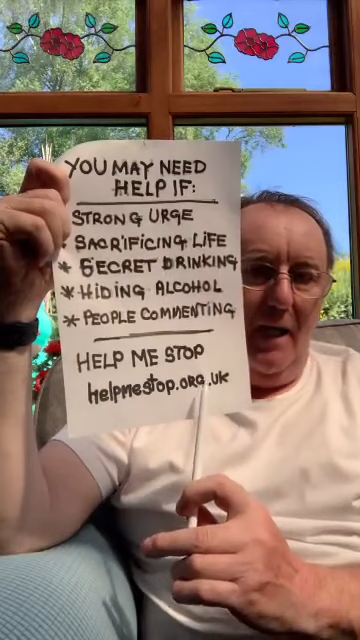 YOU MAY NEED
HELP IF:
STRONG URGE
* SACRIFICING LIFE
* SECRET DRINKING
* HIDING ALCOHOL
* PEOPLE COMMENTING
HELP ME STOP
helpmestop.org.uk